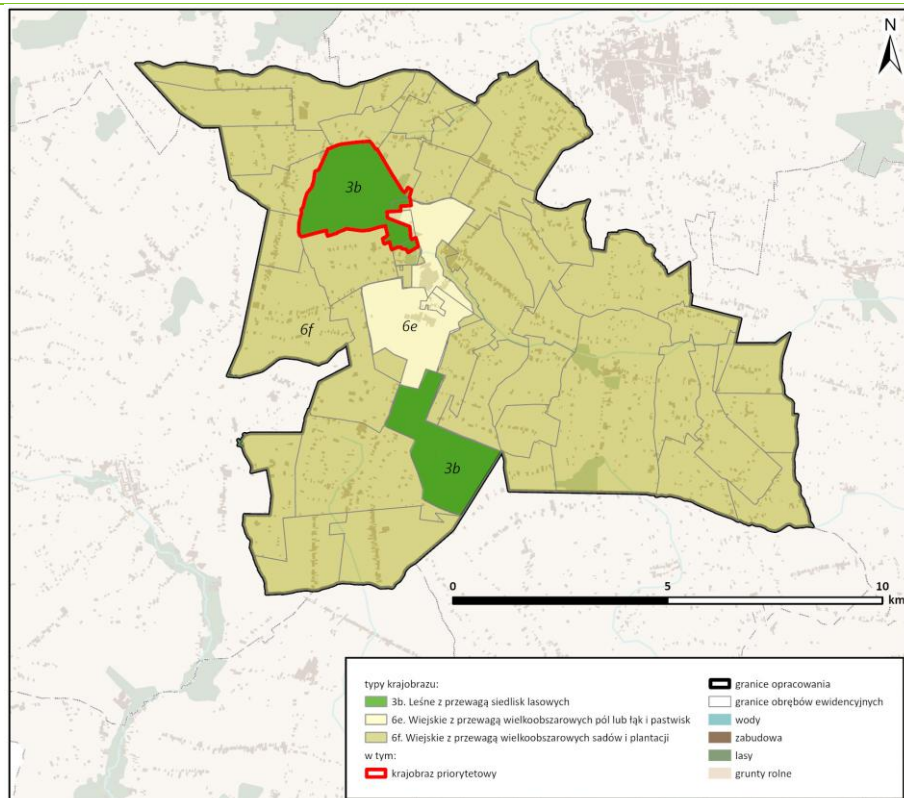 N
3b
6f
6e
3b
0 5 10
km
typy krajobrazu:
3b. Leśne z przewagą siedlisk lasowych
6e. Wiejskie z przewagą wielkoobszarowych pól lub łąk i pastwisk
6f. Wiejskie z przewagą wielkoobszarowych sadów i plantacji
w tym:
krajobraz priorytetowy
granice opracowania
granice obrębów ewidencyjnych
wody
zabudowa
lasy
grunty rolne